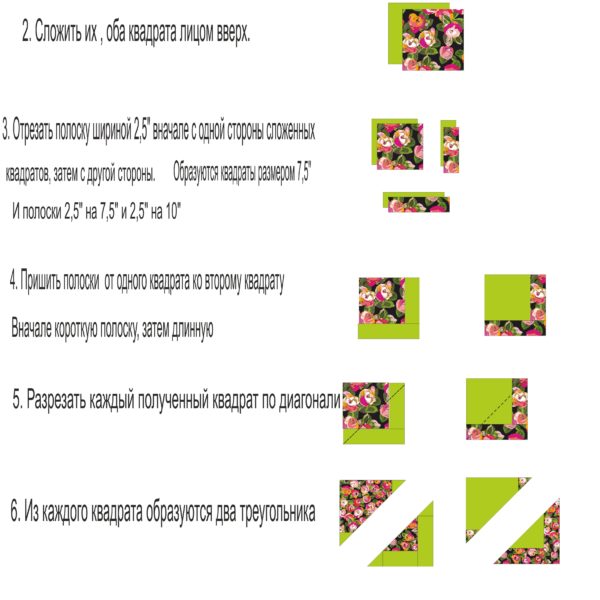 2. Сложить их , оба квадрата лицом вверх.
3. Отрезать полоску шириной 2,5" вначале с одной стороны сложенных
квадратов, затем с другой стороны. Образуются квадраты размером 7,5"
И полоски 2,5" на 7,5" и 2,5" на 10"
4. Пришить полоски от одного квадрата ко второму квадрату
Вначале короткую полоску, затем длинную
5. Разрезать каждый полученный квадрат по диагонали
6. Из каждого квадрата образуются два треугольника